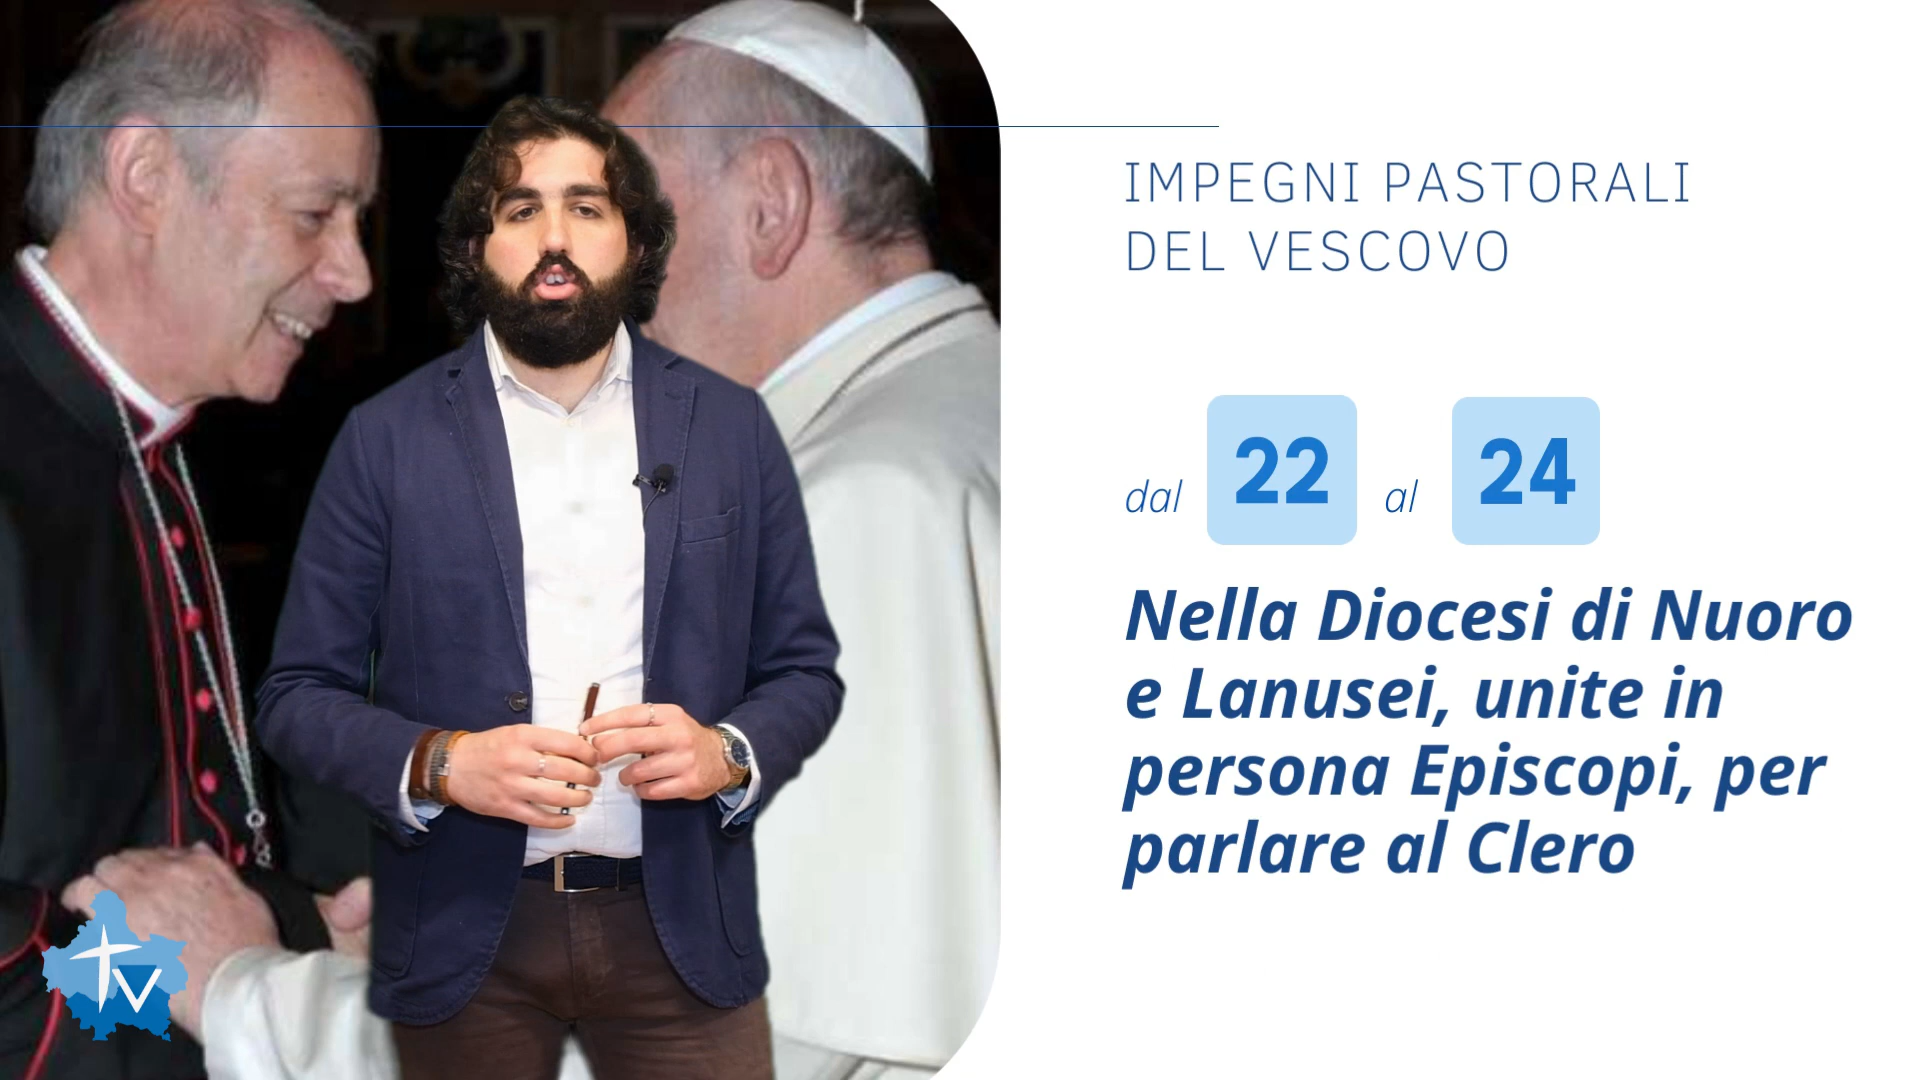 IMPEGNI PASTORALI
DEL VESCOVO
dal 22 al 24
Nella Diocesi di Nuoro
e Lanusei, unite in
persona Episcopi, per
parlare al Clero
tv